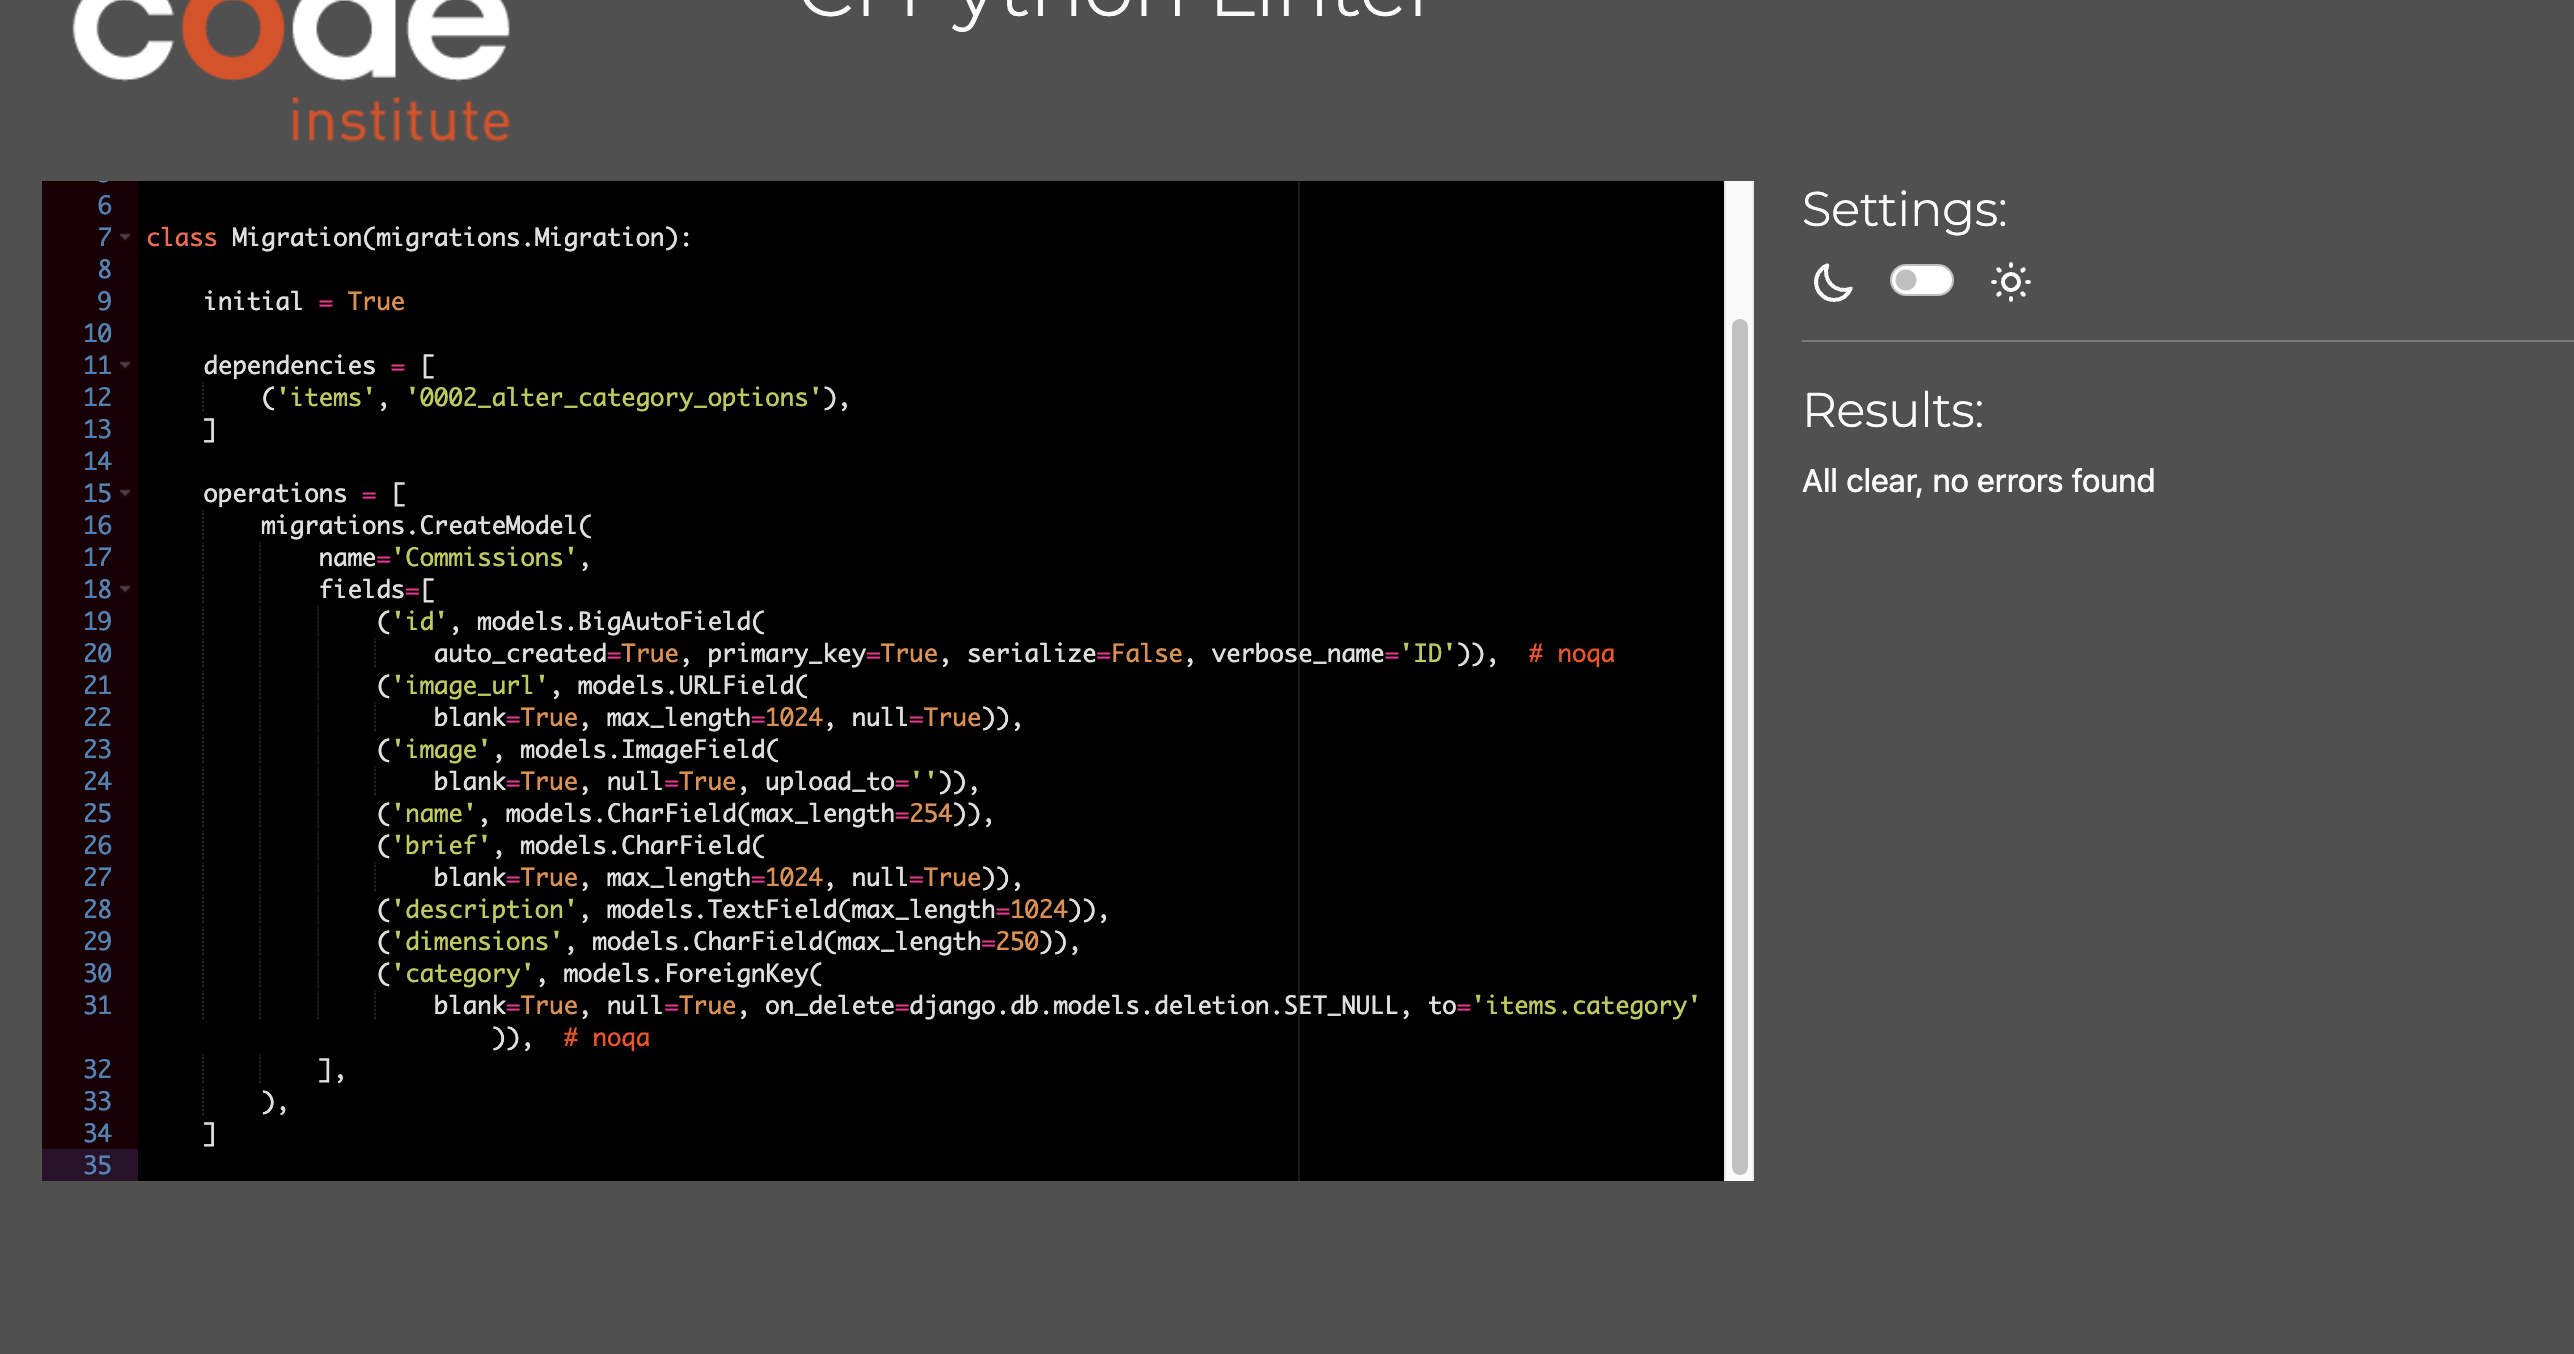 code
institute
CI Python Linter
6
7 class Migration(migrations.Migration):
8
9 initial = True
10
11 dependencies = [
12 ('items', '0002_alter_category_options'),
13 ]
14
15 operations = [
16 migrations.CreateModel(
17 name='Commissions',
18 fields=[
19 ('id', models.BigAutoField(
20 auto_created=True, primary_key=True, serialize=False, verbose_name='ID')),  # noqa
21 ('image_url', models.URLField(
22 blank=True, max_length=1024, null=True)),
23 ('image', models.ImageField(
24 blank=True, null=True, upload_to='')),
25 ('name', models.CharField(max_length=254)),
26 ('brief', models.CharField(
27 blank=True, max_length=1024, null=True)),
28 ('description', models.TextField(max_length=1024)),
29 ('dimensions', models.CharField(max_length=250)),
30 ('category', models.ForeignKey(
31 blank=True, null=True, on_delete=django.db.models.deletion.SET_NULL, to='items.category'
)),  # noqa
32 ],
33 ),
34 ]
35
Settings:
Results:
All clear, no errors found